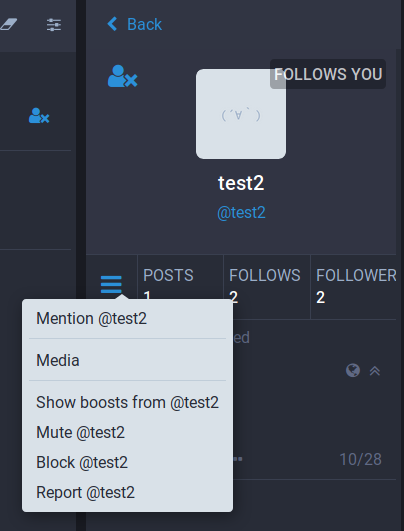 Back
FOLLOWS YOU
(´∀｀)
test2
@test2
POSTS
1
FOLLOWS
2
FOLLOWER
2
Mention @test2
Media
Show boosts from @test2
Mute @test2
Block @test2
Report @test2
ed
10/28